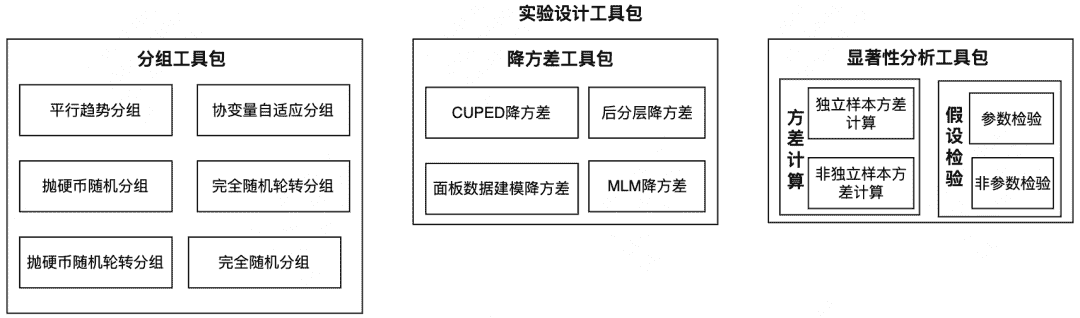 实验设计工具包
分组工具包
平行趋势分组
协变量自适应分组
抛硬币随机分组
完全随机轮转分组
抛硬币随机轮转分组
完全随机分组
降方差工具包
CUPED降方差
后分层降方差
面板数据建模降方差
MLM降方差
显著性分析工具包
方差计算
独立样本方差
计算
非独立样本方
差计算
假设检验
参数检验
非参数检验